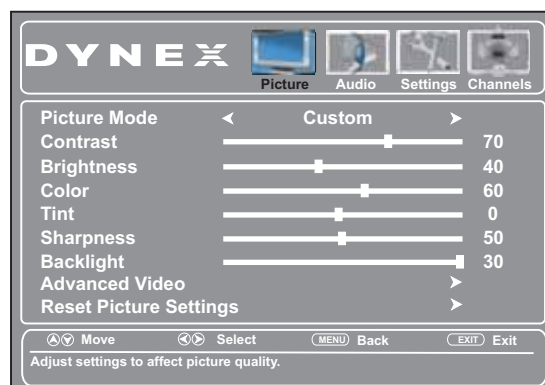 DYNEX
Picture Audio Settings Channels
Picture Mode Custom
Contrast 70
Brightness 40
Color 60
Tint 0
Sharpness 50
Backlight 30
Advanced Video
Reset Picture Settings
Move Select MENU Back EXIT Exit
Adjust settings to affect picture quality.